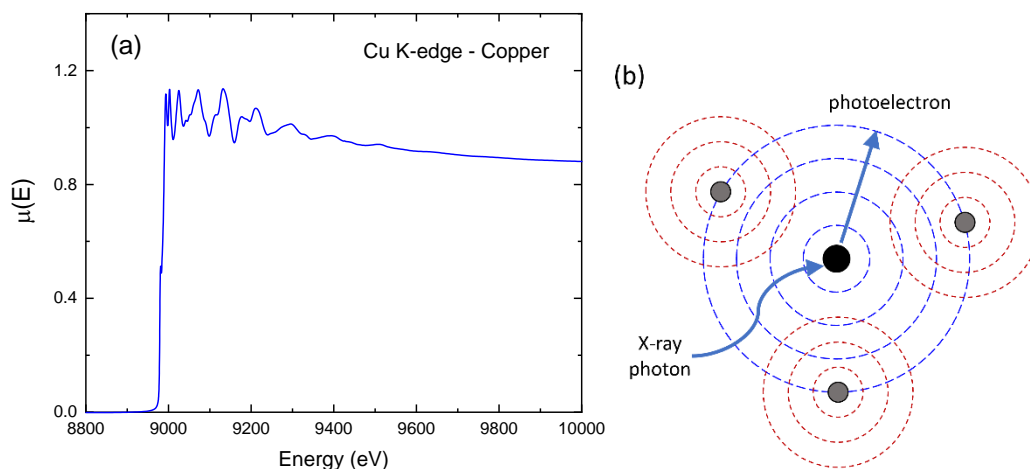 (a)
Cu K-edge - Copper
1.2
0.8
0.4
0.0
μ(E)
8800 9000 9200 9400 9600 9800 10000
Energy (eV)
(b)
photoelectron
X-ray
photon